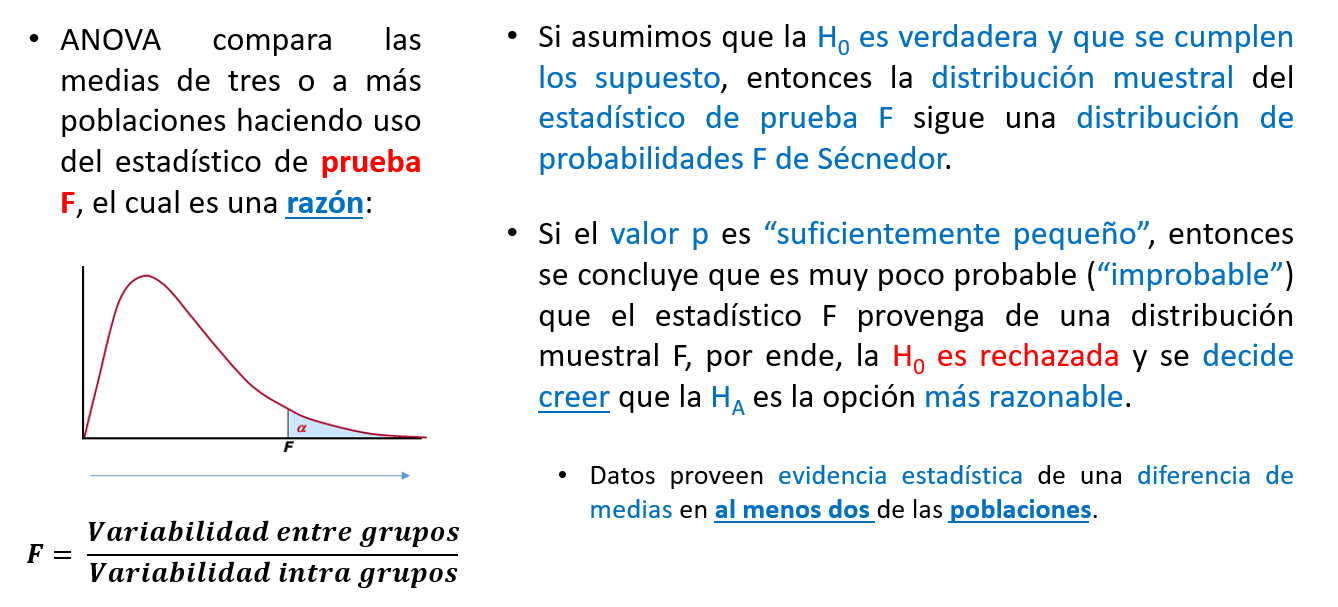 • ANOVA compara las
medias de tres o a más
poblaciones haciendo uso
del estadístico de prueba
F, el cual es una razón:
α
F
F = Variabilidad entre grupos
Variabilidad intra grupos
• Si asumimos que la H₀ es verdadera y que se cumplen
los supuesto, entonces la distribución muestral del
estadístico de prueba F sigue una distribución de
probabilidades F de Sécnedor.
• Si el valor p es “suficientemente pequeño”, entonces
se concluye que es muy poco probable (“improbable”)
que el estadístico F provenga de una distribución
muestral F, por ende, la H₀ es rechazada y se decide
creer que la H_A es la opción más razonable.
• Datos proveen evidencia estadística de una diferencia de
medias en al menos dos de las poblaciones.